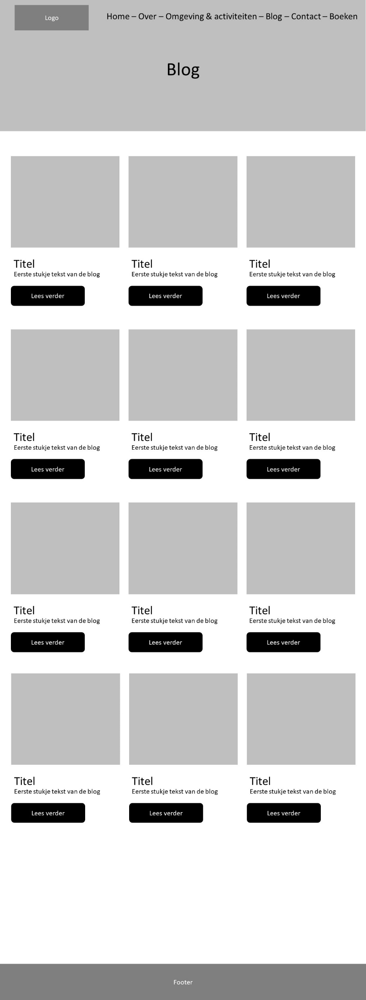 Logo
Home – Over – Omgeving & activiteiten – Blog – Contact – Boeken
Blog
Titel
Eerste stukje tekst van de blog
Lees verder
Titel
Eerste stukje tekst van de blog
Lees verder
Titel
Eerste stukje tekst van de blog
Lees verder
Titel
Eerste stukje tekst van de blog
Lees verder
Titel
Eerste stukje tekst van de blog
Lees verder
Titel
Eerste stukje tekst van de blog
Lees verder
Titel
Eerste stukje tekst van de blog
Lees verder
Titel
Eerste stukje tekst van de blog
Lees verder
Titel
Eerste stukje tekst van de blog
Lees verder
Titel
Eerste stukje tekst van de blog
Lees verder
Titel
Eerste stukje tekst van de blog
Lees verder
Titel
Eerste stukje tekst van de blog
Lees verder
Footer